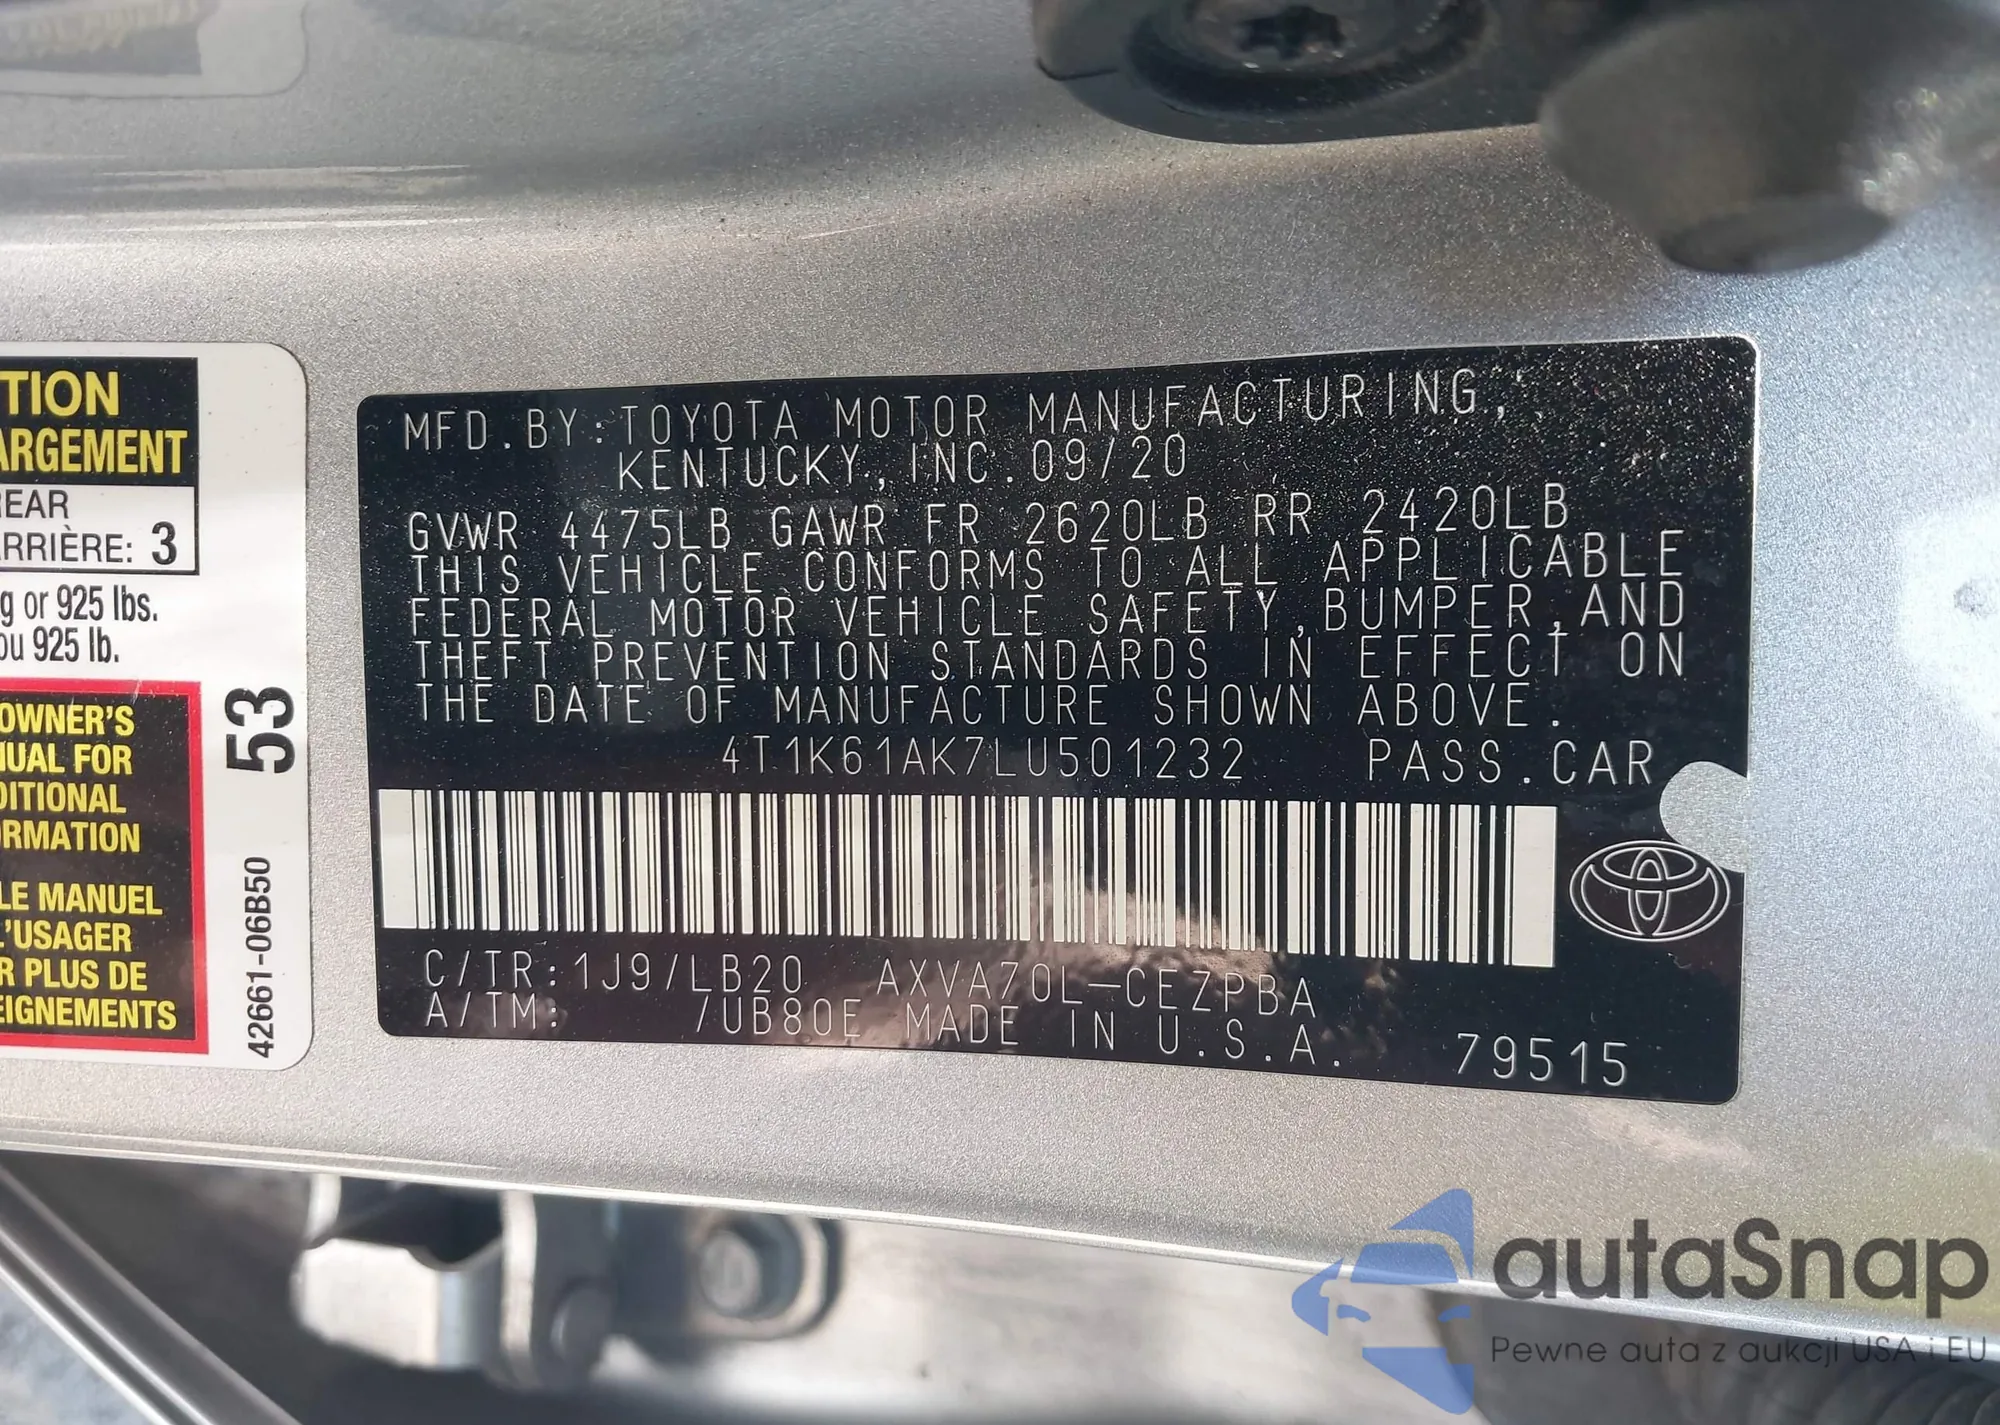 TION
ARGEMENT
REAR
RRIÈRE: 3
g or 925 lbs.
ou 925 lb.
OWNER'S
UAL FOR
DITIONAL
ORMATION
LE MANUEL
L'USAGER
R PLUS DE
EIGNEMENTS
53
42661-06B50
MFD.BY:TOYOTA MOTOR MANUFACTURING,
KENTUCKY, INC.09/20
GVWR 4475LB GAWR FR 2620LB RR 2420LB
THIS VEHICLE CONFORMS TO ALL APPLICABLE
FEDERAL MOTOR VEHICLE SAFETY,BUMPER,AND
THEFT PREVENTION STANDARDS IN EFFECT ON
THE DATE OF MANUFACTURE SHOWN ABOVE.
4T1K61AK7LU501232 PASS.CAR
C/TR:1J9/LB20 AXVA70L-CEZPBA
A/TM: /UB80E MADE IN U.S.A. 79515
autaSnap
Pewne auta z aukcji USA i EU